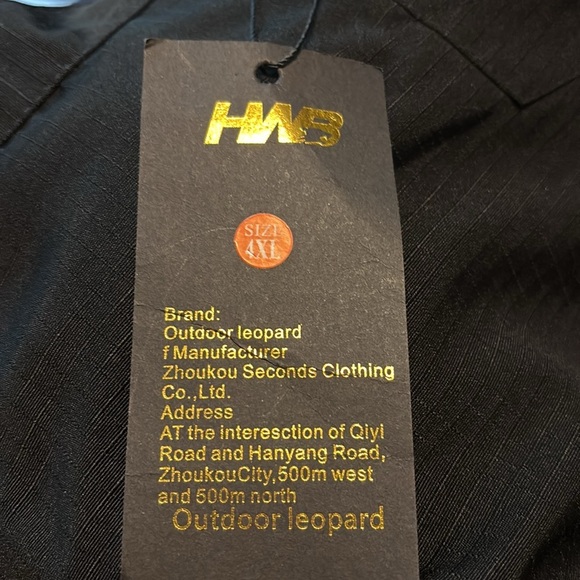 HWB
SIZE
4XL
Brand:
Outdoor leopard
f Manufacturer
Zhoukou Seconds Clothing
Co.,Ltd.
Address
AT the interesction of Qiyi
Road and Hanyang Road,
ZhoukouCity,500m west
and 500m north
Outdoor leopard